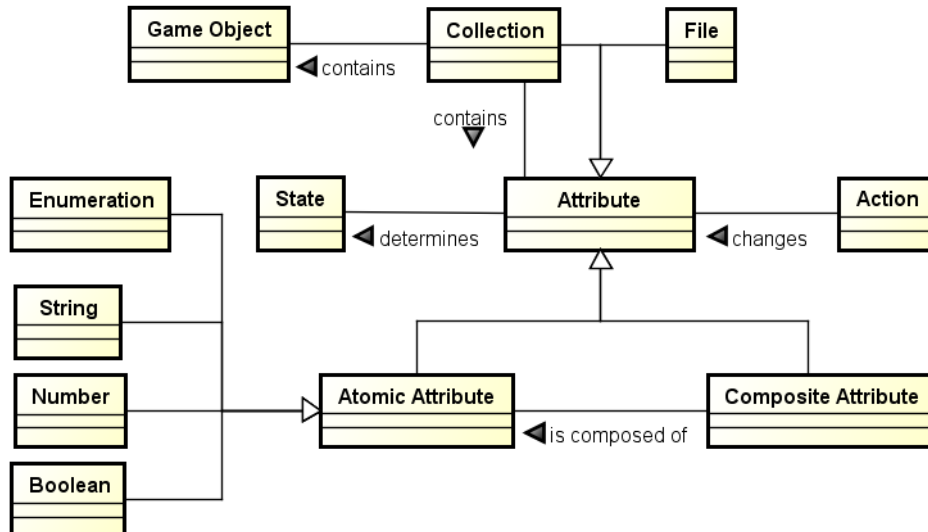 Game Object
Collection
File
contains
contains
Enumeration
State
Attribute
Action
determines
changes
String
Number
Atomic Attribute
Composite Attribute
is composed of
Boolean